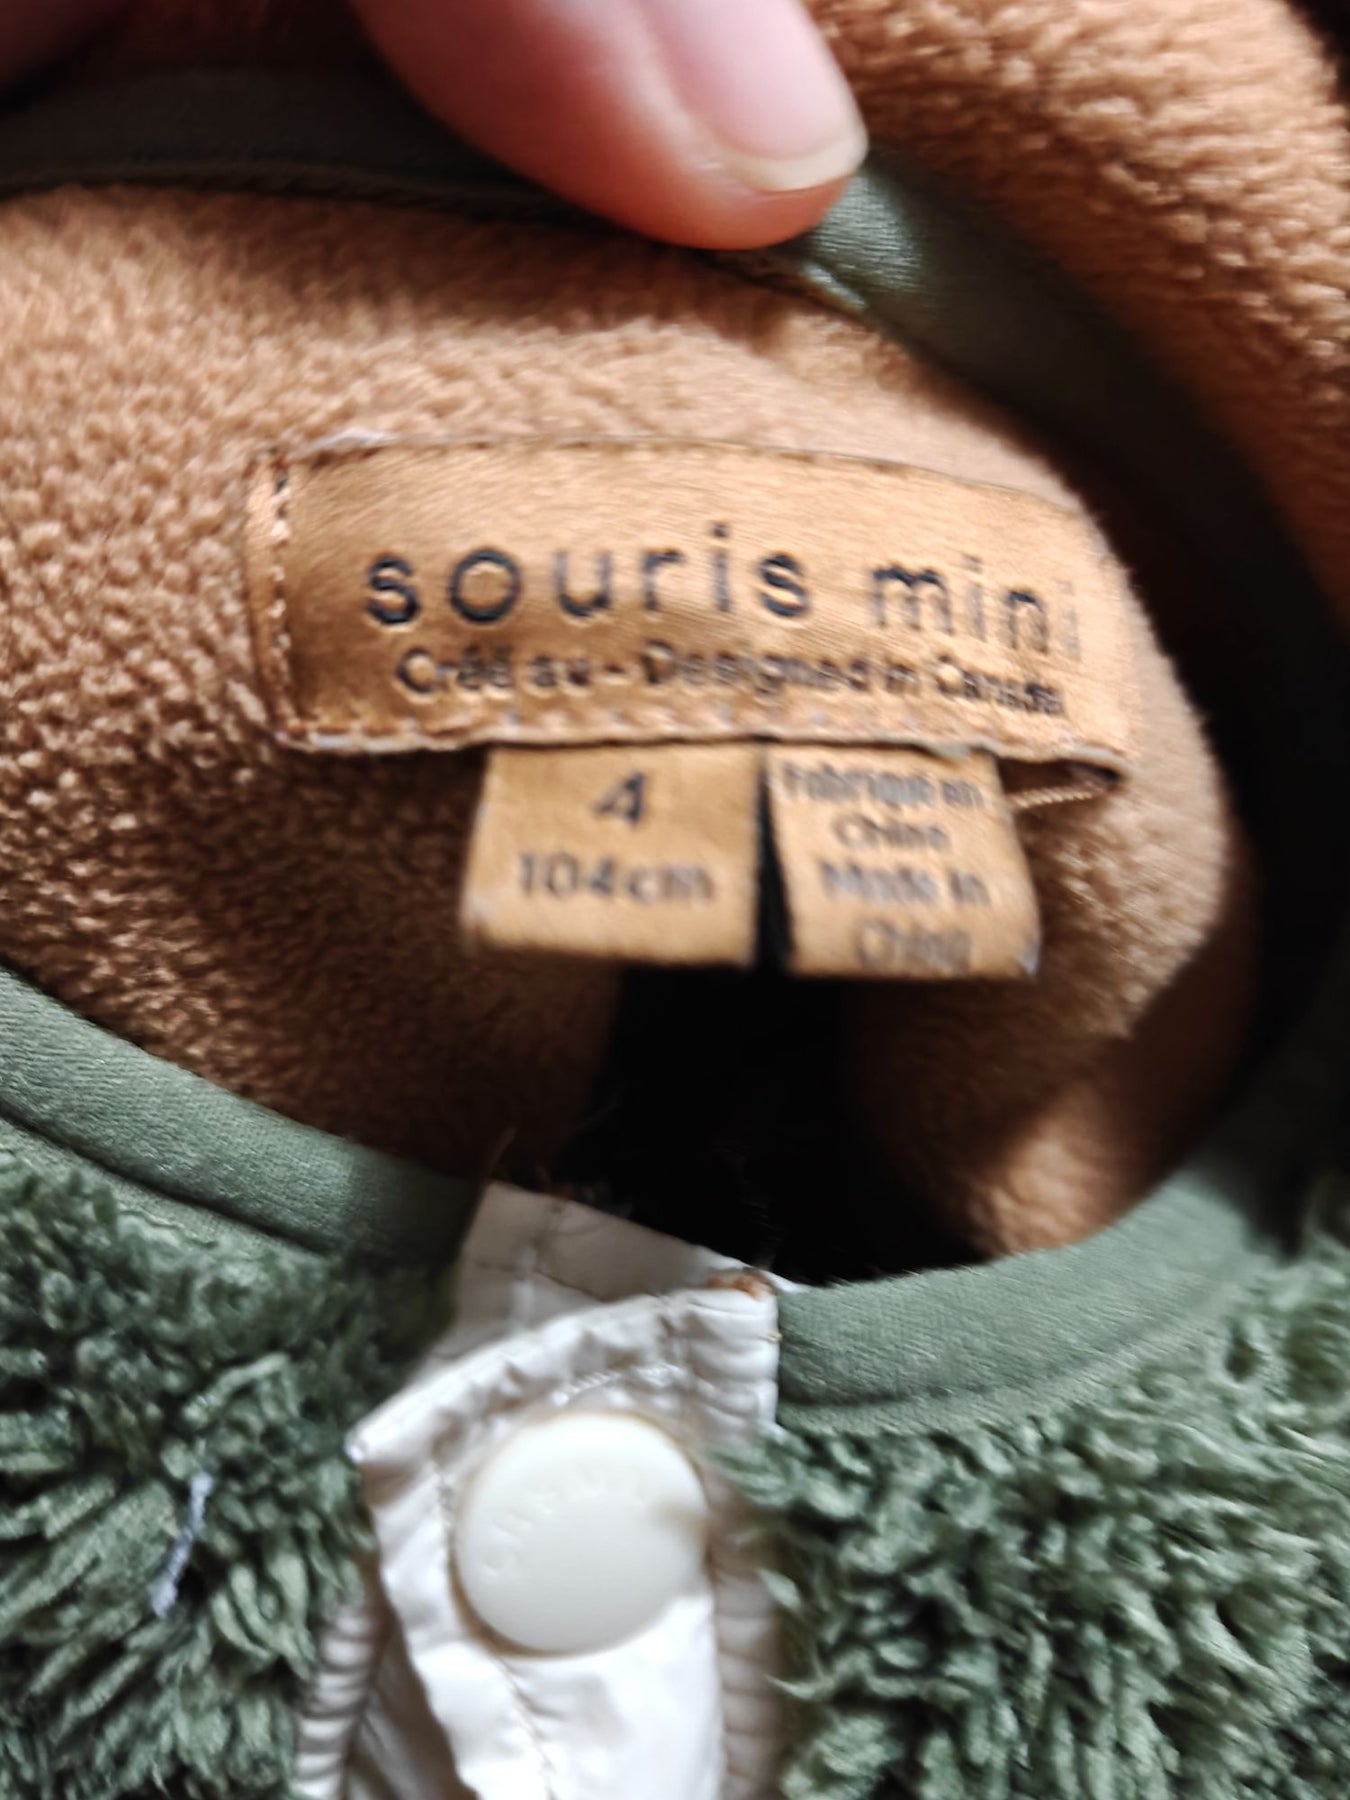 souris mini
Créé au - Designed in Canada
4
104cm
Fabriqué en
Chine
Made in
China